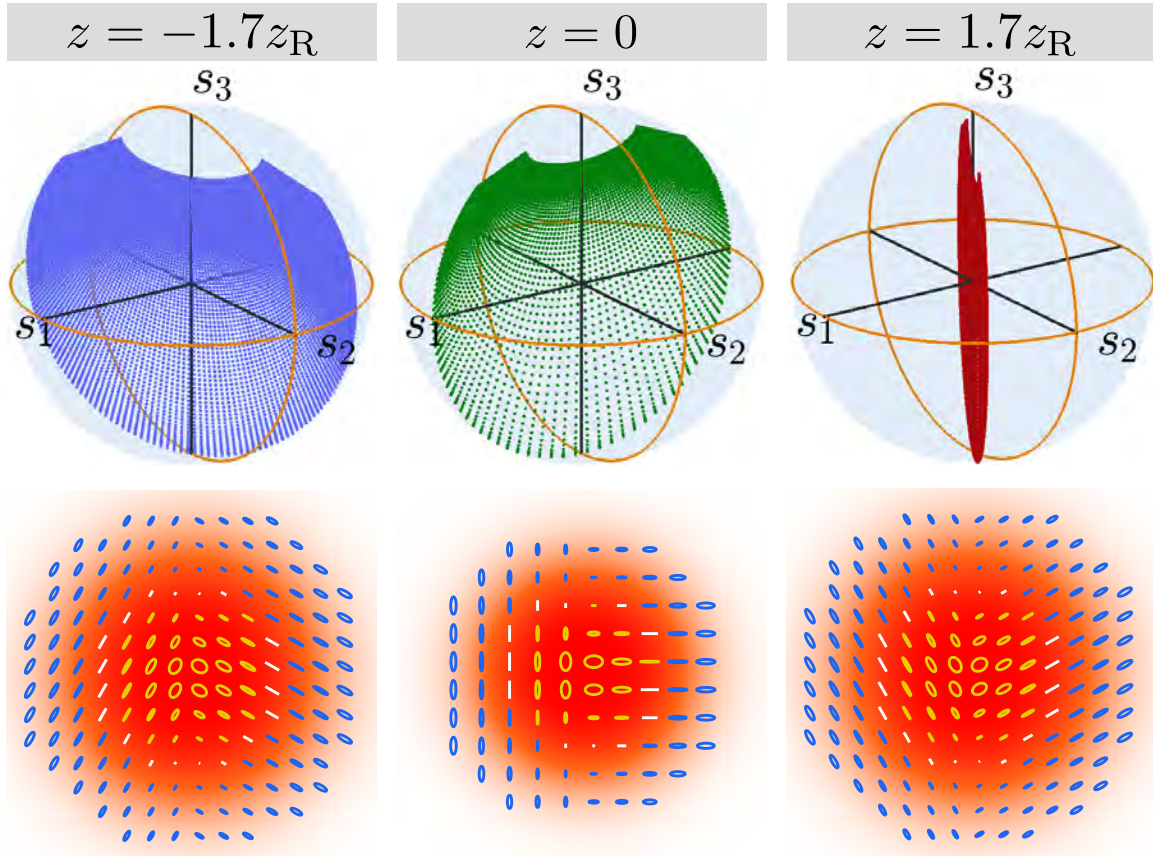 z = −1.7z_R
z = 0
z = 1.7z_R
s_3
s_3
s_3
s_1
s_2
s_1
s_2
s_1
s_2